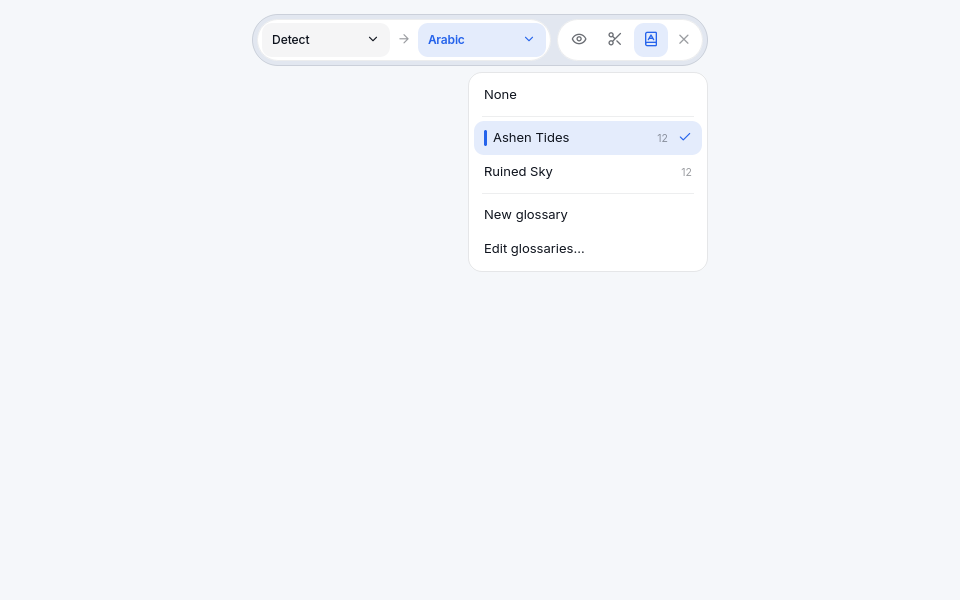 Detect
Arabic
None
Ashen Tides 12
Ruined Sky 12
New glossary
Edit glossaries...